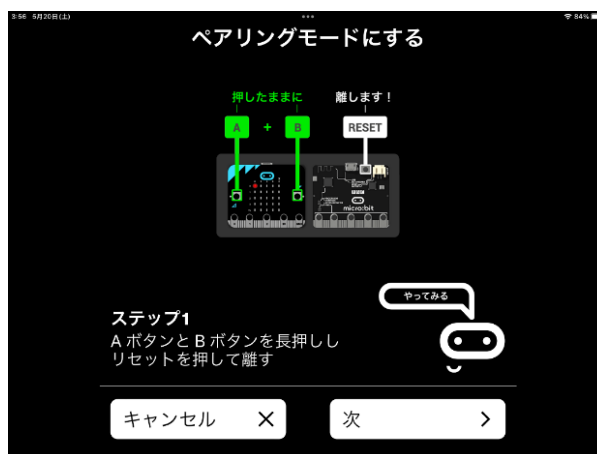 3:56 5月20日(土)
84%
ペアリングモードにする
押したままに 離します！
A + B RESET
micro:bit
やってみる
ステップ1
A ボタンと B ボタンを長押しし
リセットを押して離す
キャンセル
次